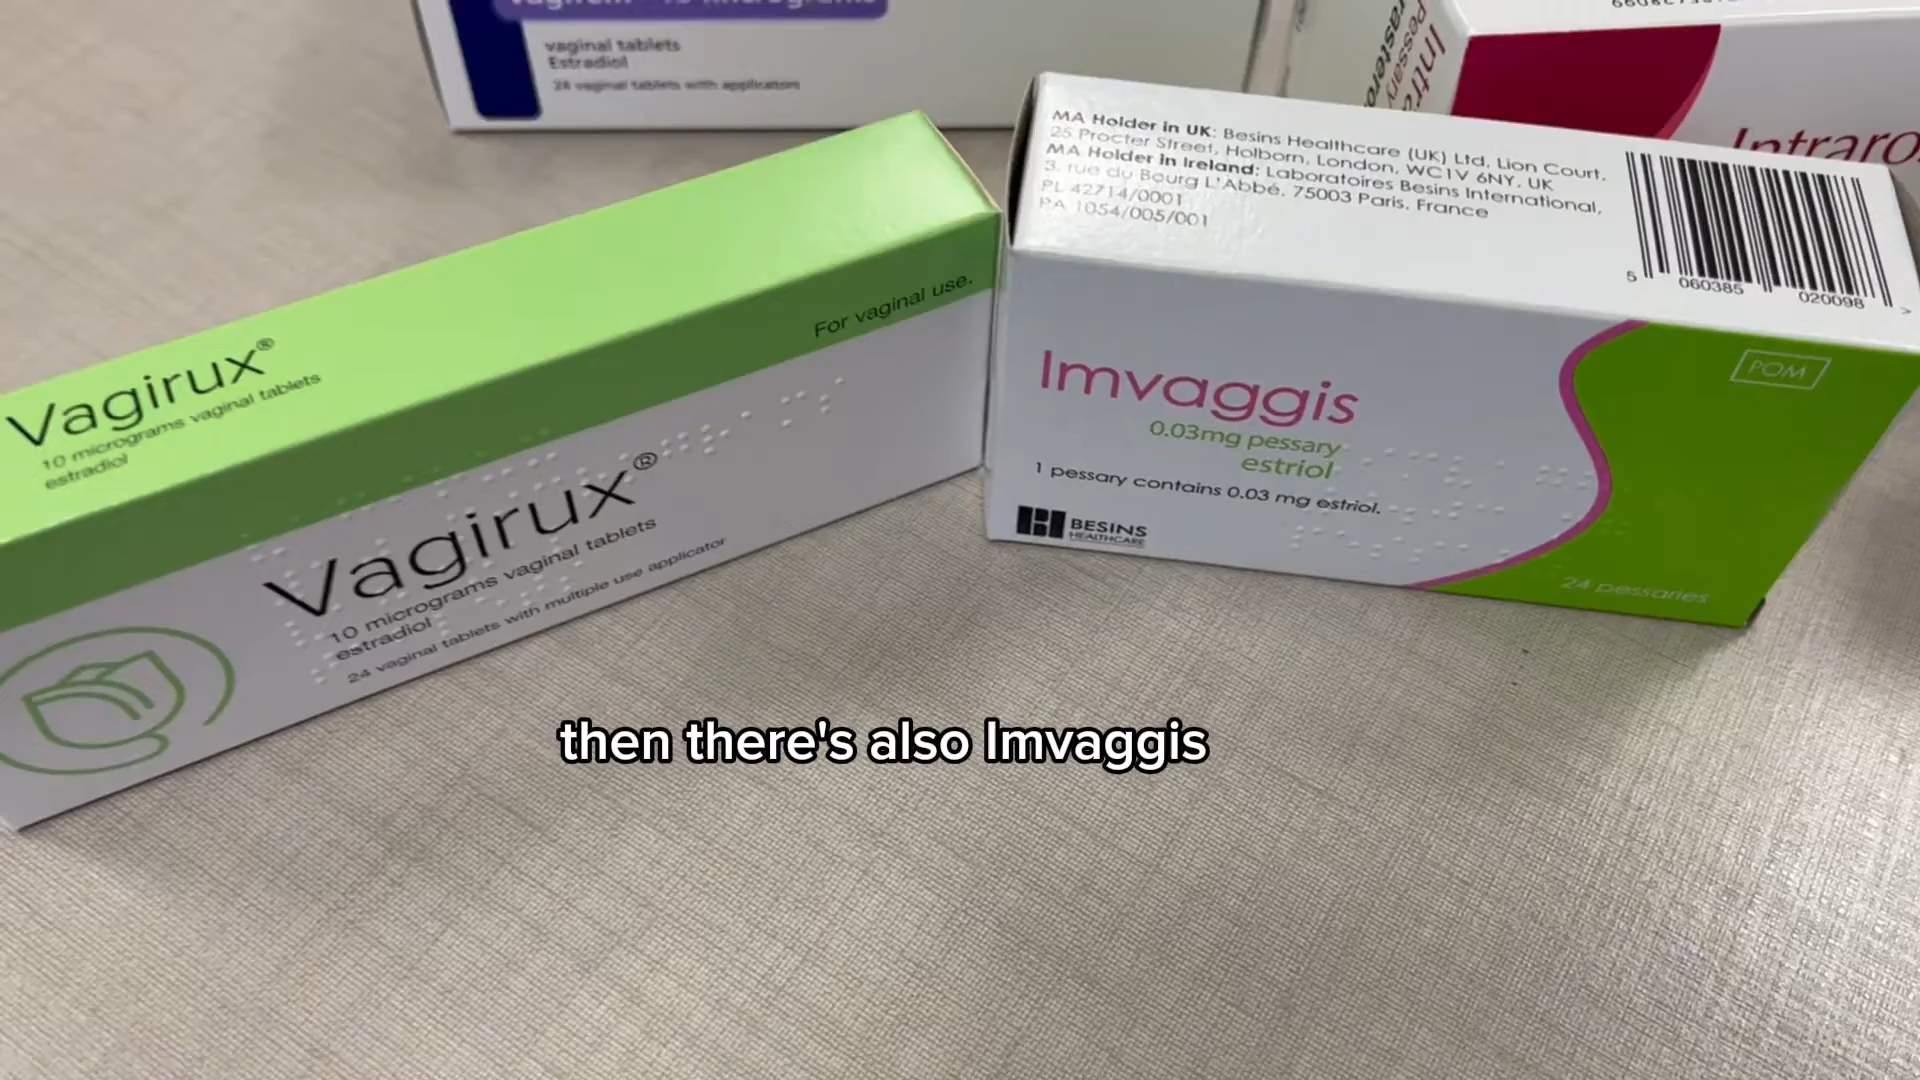 vaginal tablets
Estradiol
24 vaginal tablets with applicators
Vagirux®
10 micrograms vaginal tablets
estradiol
For vaginal use.
Vagirux®
10 micrograms vaginal tablets
estradiol
24 vaginal tablets with multiple use applicator
MA Holder in UK: Besins Healthcare (UK) Ltd, Lion Court,
25 Procter Street, Holborn, London, WC1V 6NY, UK
MA Holder in Ireland: Laboratoires Besins International,
3, rue du Bourg L'Abbé, 75003 Paris, France
PL 42714/0001
PA 1054/005/001
5 060385 020098 >
Imvaggis
0.03mg pessary
estriol
1 pessary contains 0.03 mg estriol.
BESINS
HEALTHCARE
POM
24 pessaries
then there's also Imvaggis